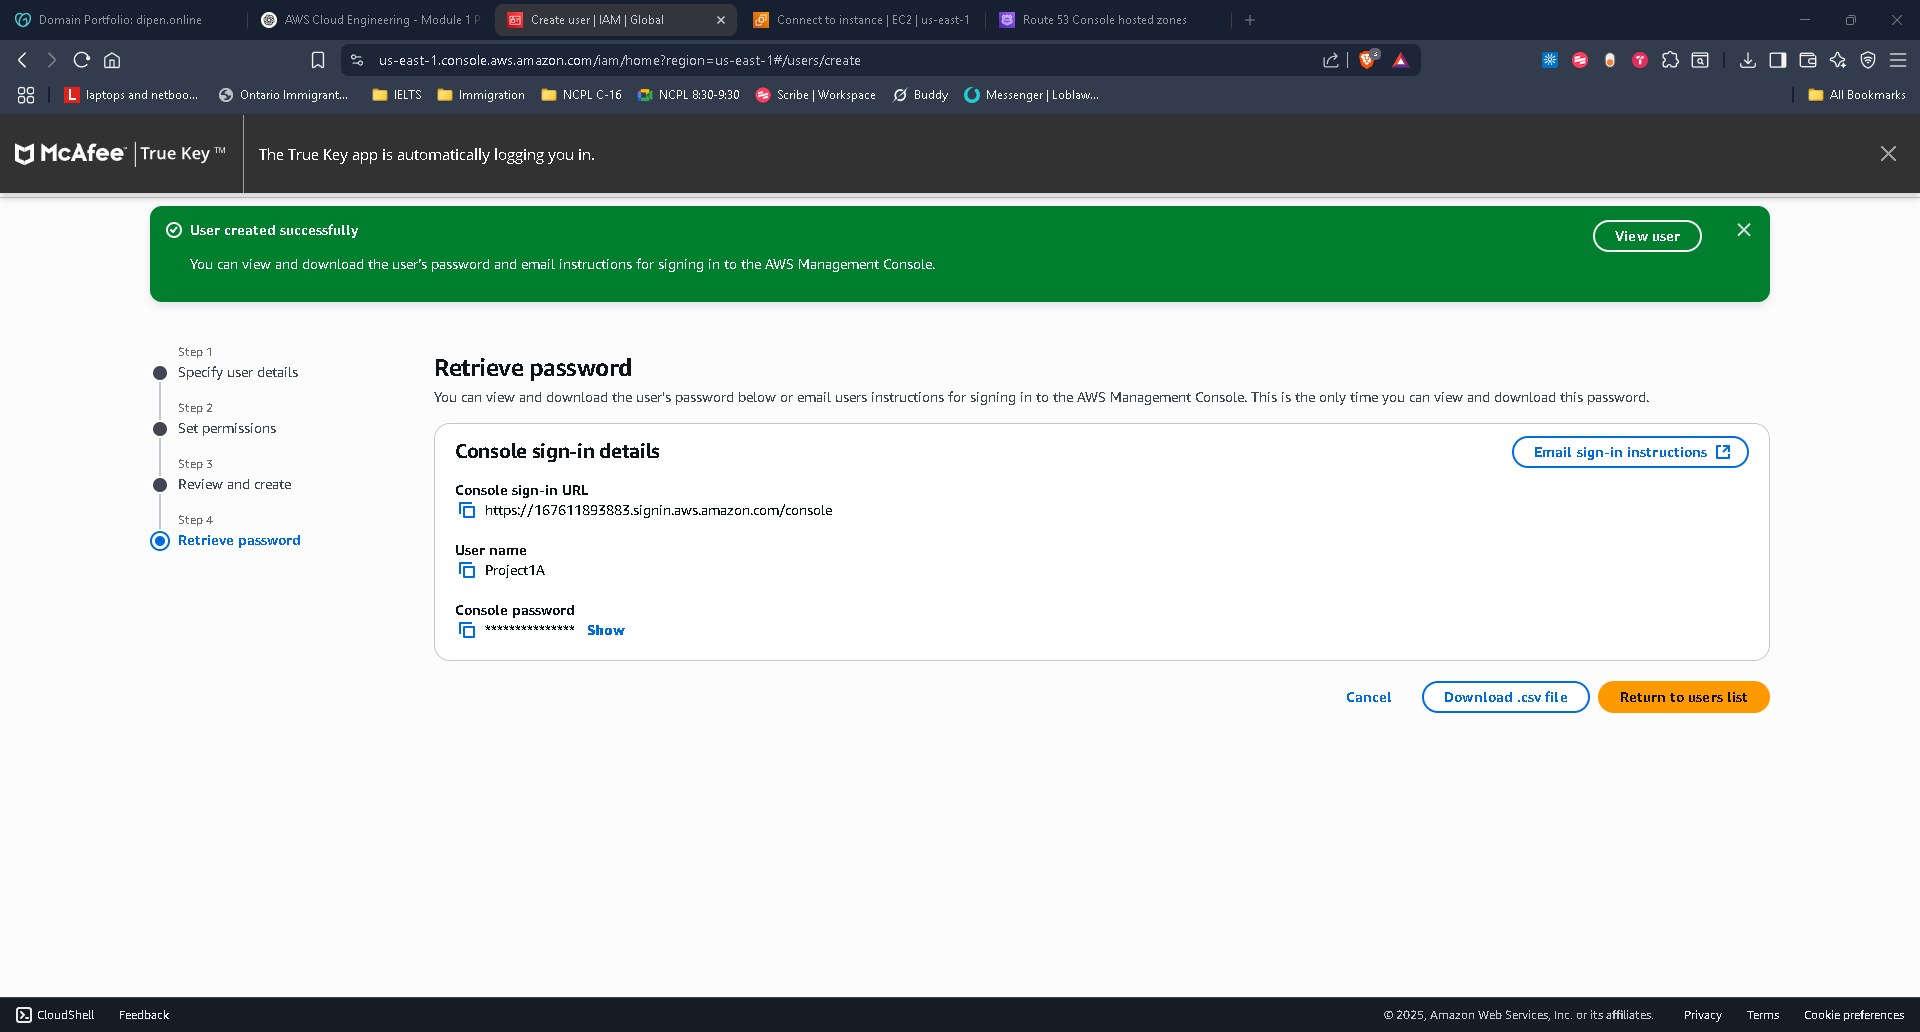 Domain Portfolio: dipen.online
AWS Cloud Engineering - Module 1 P
Create user | IAM | Global
Connect to instance | EC2 | us-east-1
Route 53 Console hosted zones
us-east-1.console.aws.amazon.com/iam/home?region=us-east-1#/users/create
3
L laptops and netboo...
Ontario Immigrant...
IELTS
Immigration
NCPL C-16
NCPL 8:30-9:30
Scribe | Workspace
Buddy
Messenger | Loblaw...
All Bookmarks
McAfee™ | True Key ™
The True Key app is automatically logging you in.
User created successfully
View user
You can view and download the user's password and email instructions for signing in to the AWS Management Console.
Step 1
Specify user details
Step 2
Set permissions
Step 3
Review and create
Step 4
Retrieve password
Retrieve password
You can view and download the user's password below or email users instructions for signing in to the AWS Management Console. This is the only time you can view and download this password.
Console sign-in details
Email sign-in instructions
Console sign-in URL
https://167611893883.signin.aws.amazon.com/console
User name
Project1A
Console password
*************** Show
Cancel
Download .csv file
Return to users list
CloudShell
Feedback
© 2025, Amazon Web Services, Inc. or its affiliates.
Privacy
Terms
Cookie preferences